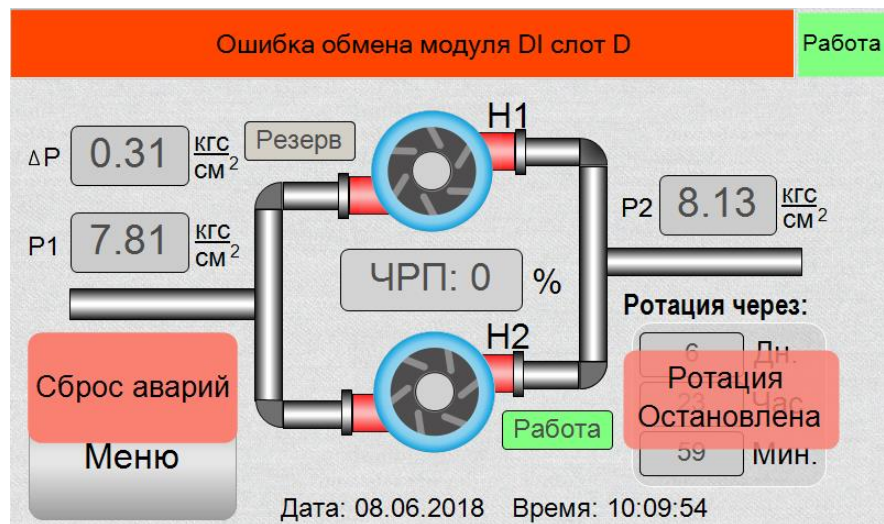 Ошибка обмена модуля DI слот D
Работа
ΔP 0.31 кгс/см²
Резерв
H1
P1 7.81 кгс/см²
P2 8.13 кгс/см²
ЧРП: 0 %
Ротация через:
H2
6 Дн.
23 Час
59 Мин.
Ротация
Остановлена
Сброс аварий
Меню
Работа
Дата: 08.06.2018 Время: 10:09:54